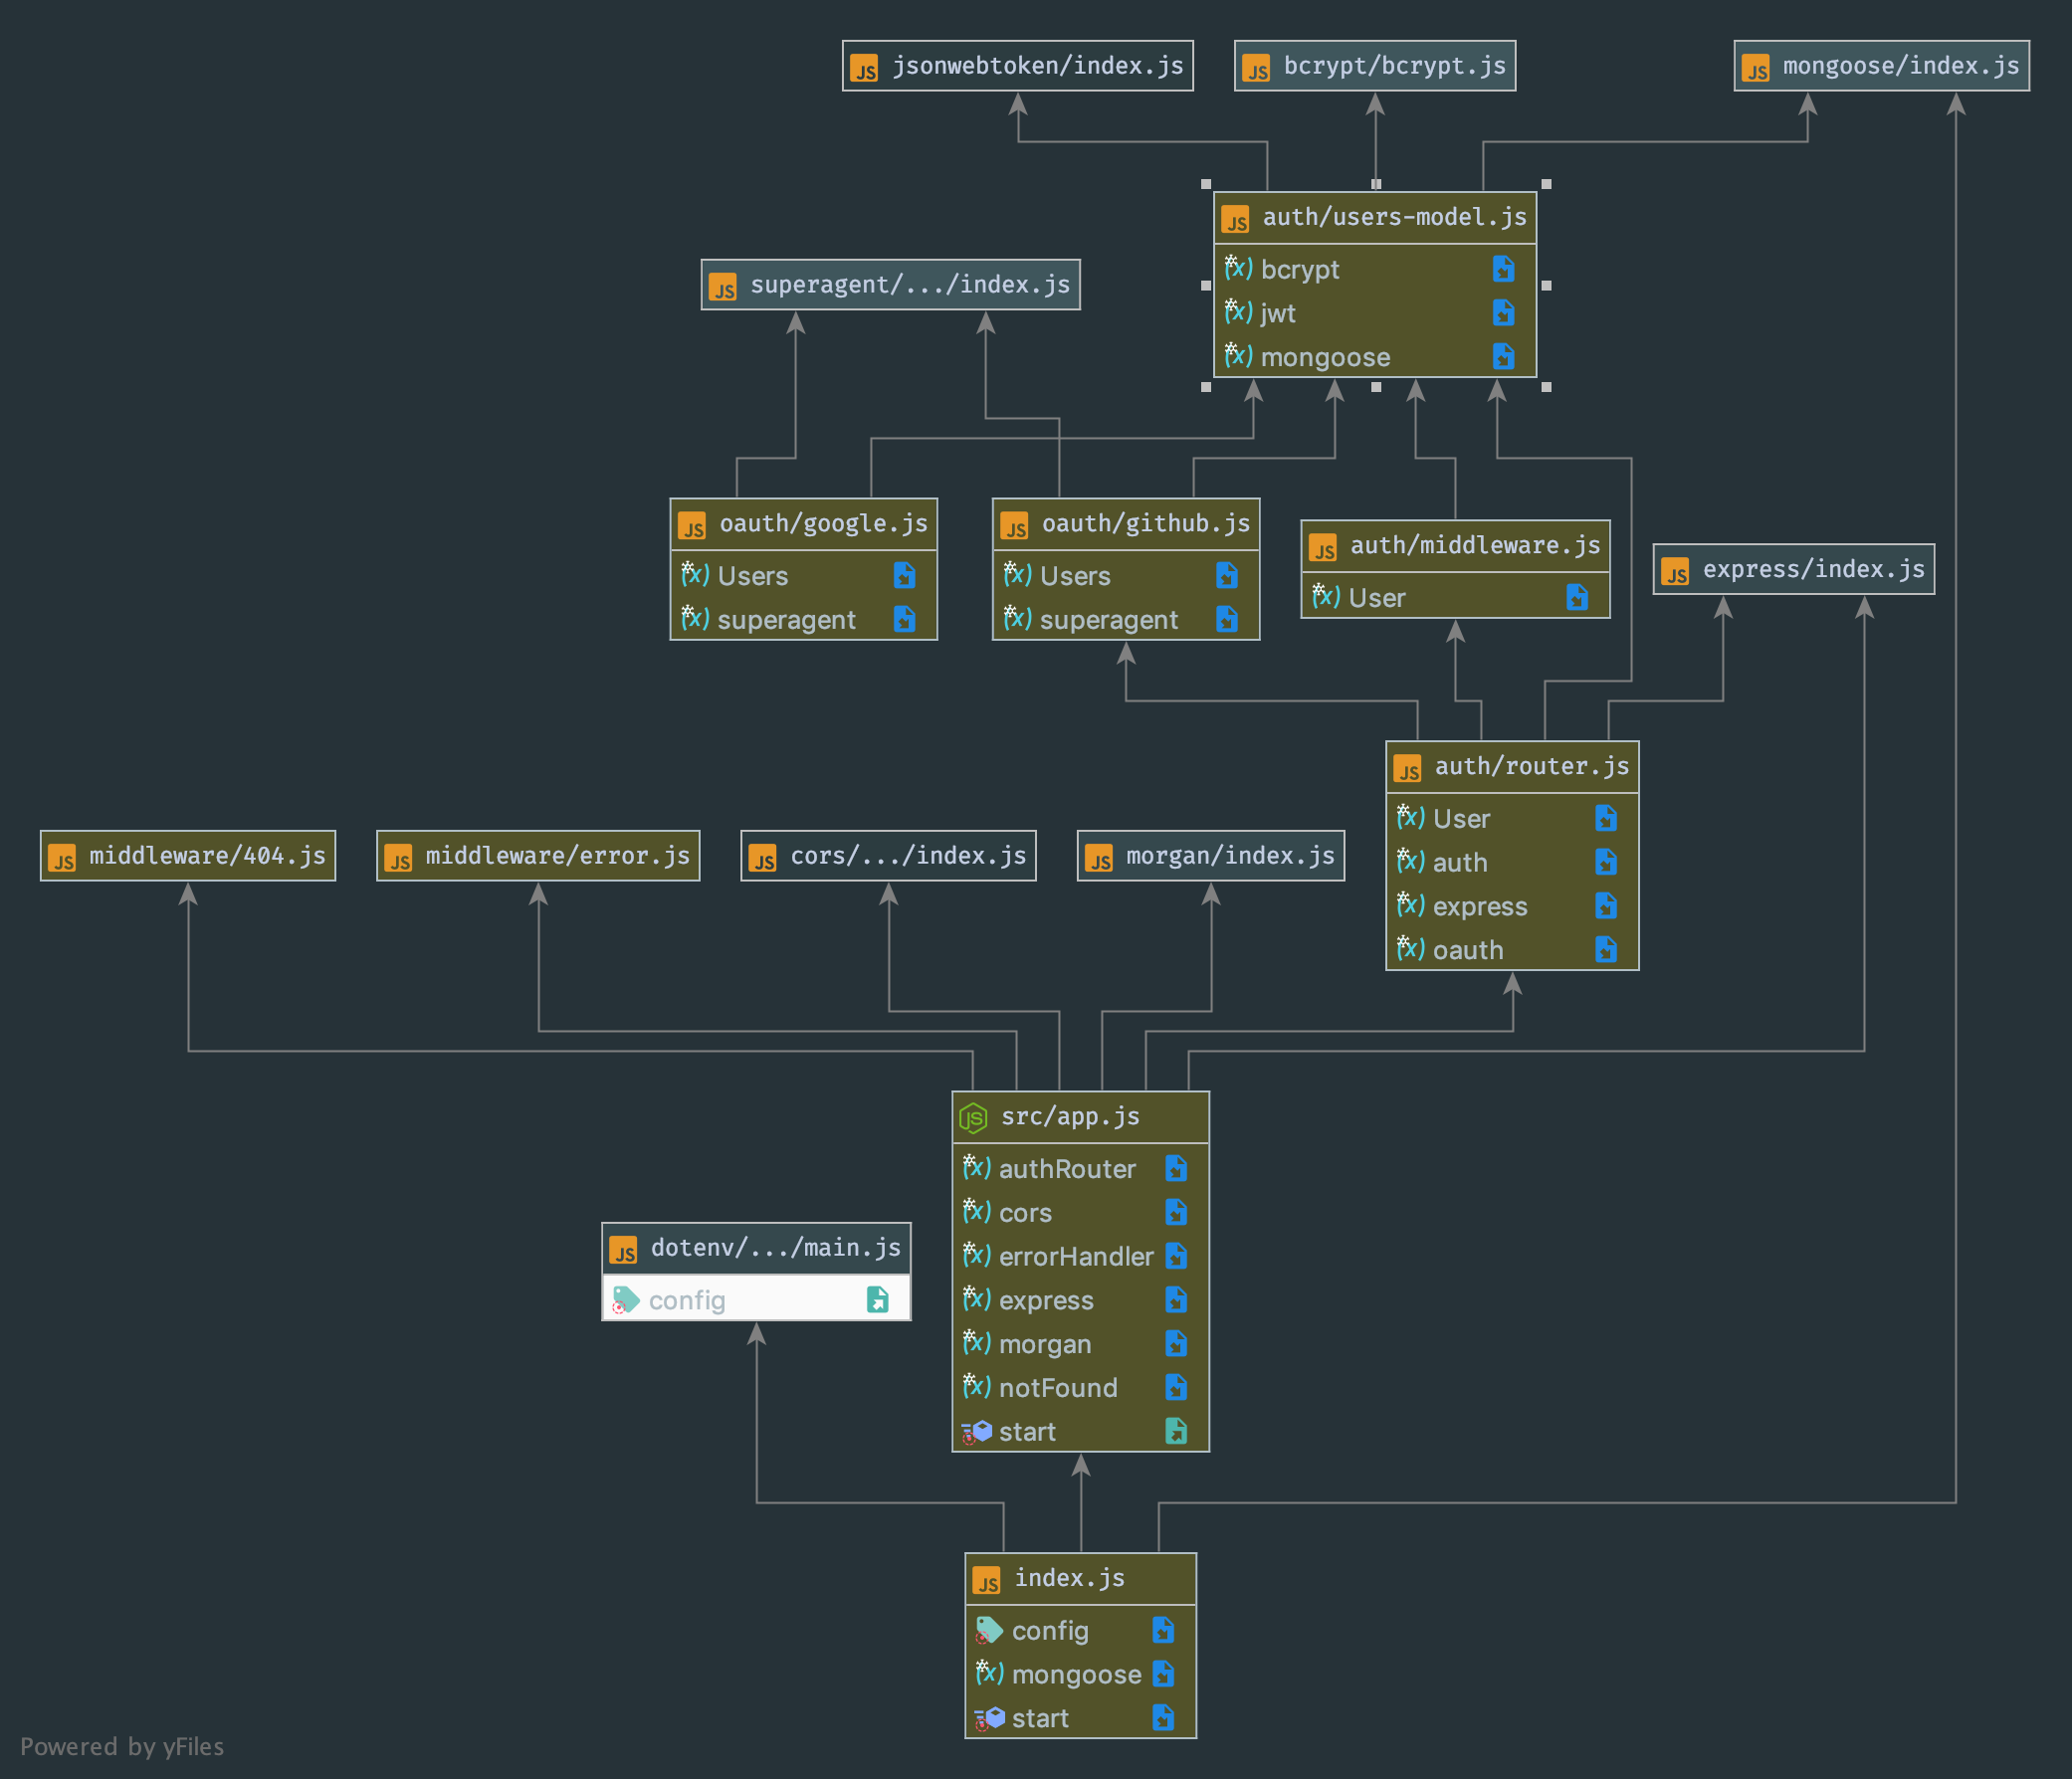 jsonwebtoken/index.js
bcrypt/bcrypt.js
mongoose/index.js
auth/users-model.js
bcrypt
jwt
mongoose
superagent/.../index.js
oauth/google.js
Users
superagent
oauth/github.js
Users
superagent
auth/middleware.js
User
express/index.js
auth/router.js
User
auth
express
oauth
middleware/404.js
middleware/error.js
cors/.../index.js
morgan/index.js
src/app.js
authRouter
cors
errorHandler
express
morgan
notFound
start
dotenv/.../main.js
config
index.js
config
mongoose
start
Powered by yFiles